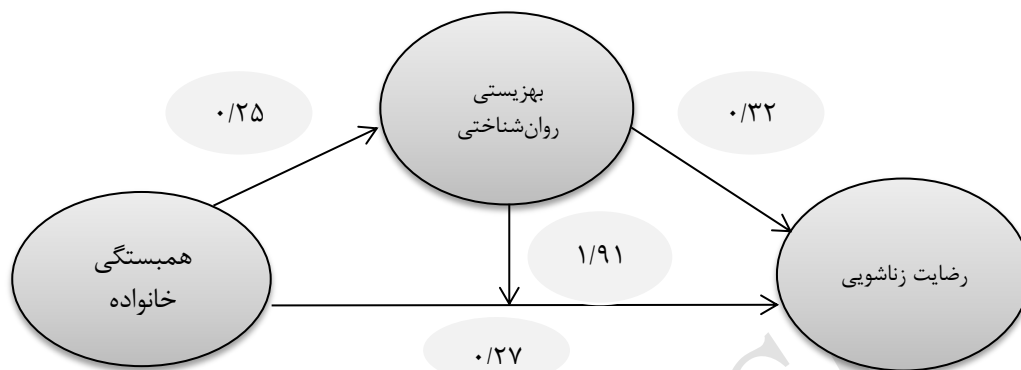 بهزیستی
روان‌شناختی
۰/۳۲
۰/۲۵
۱/۹۱
رضایت زناشویی
همبستگی
خانواده
۰/۲۷